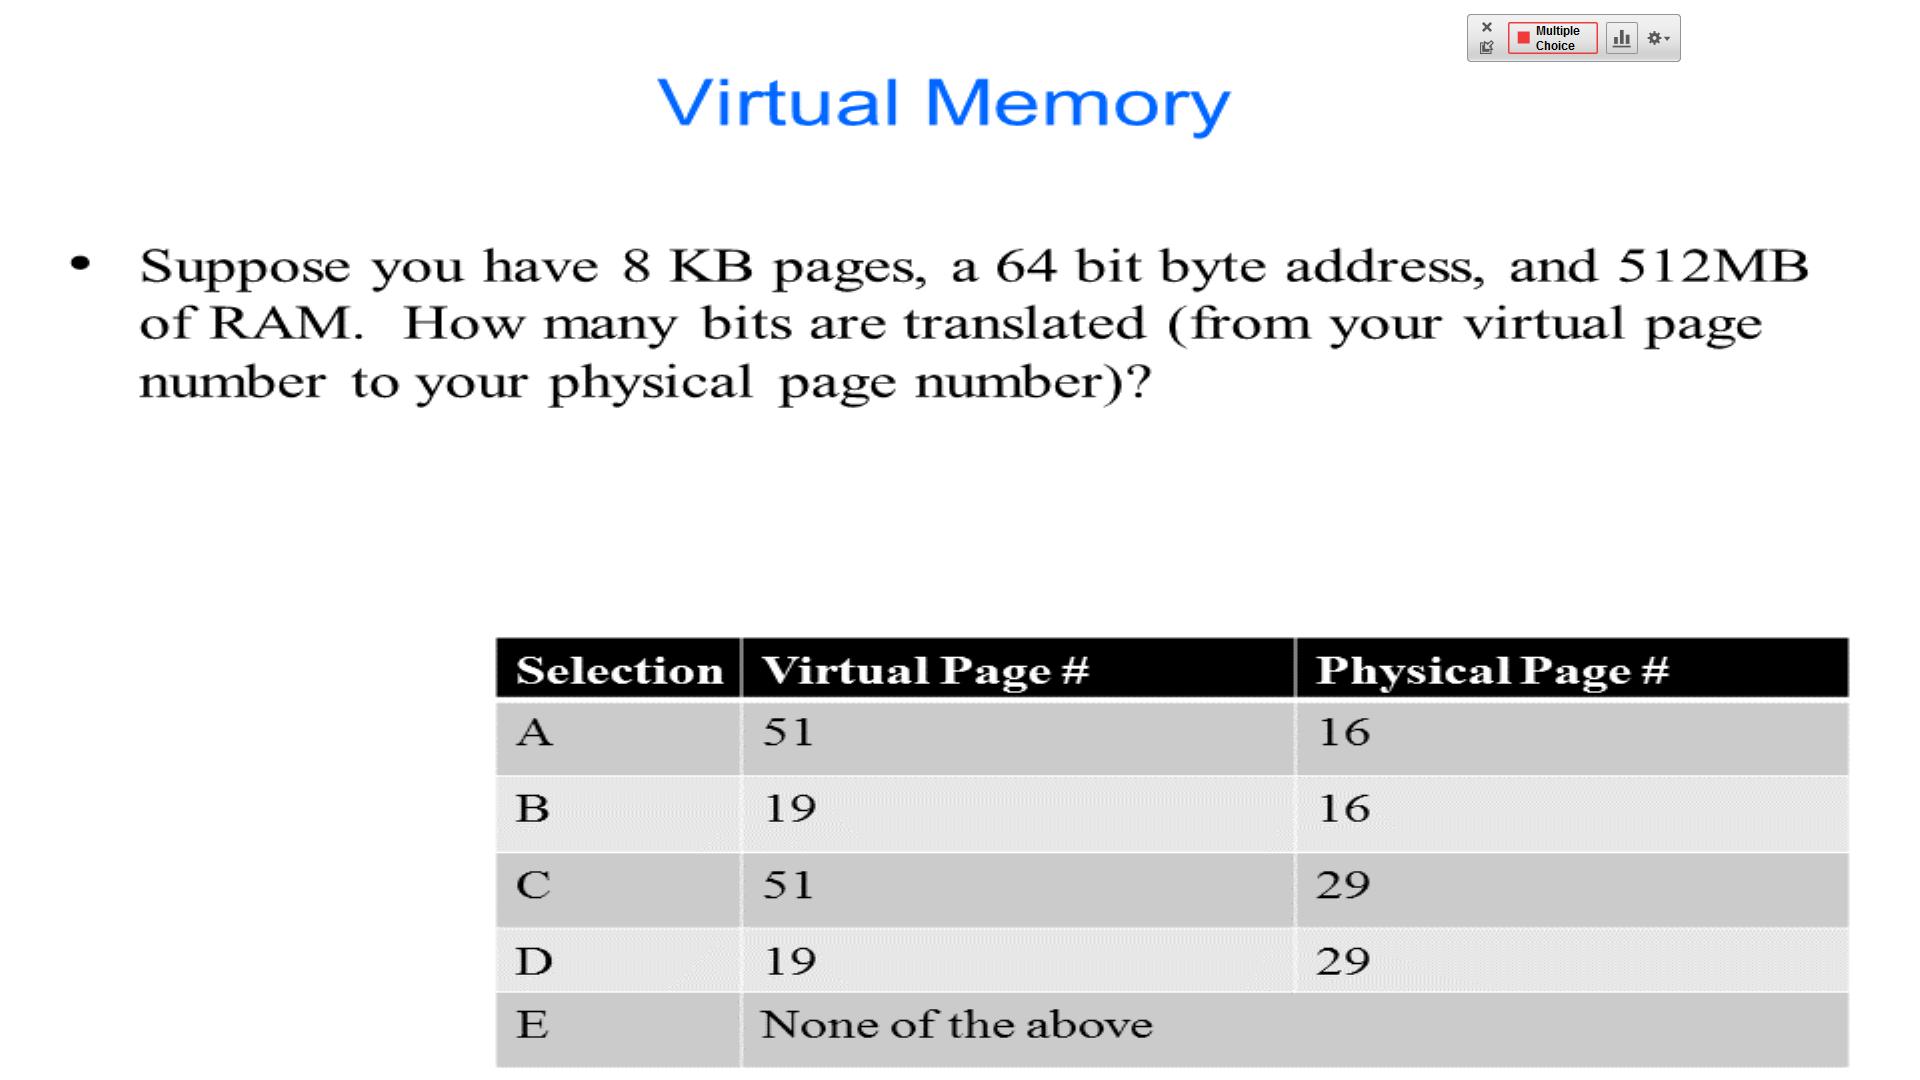 Multiple
Choice
Virtual Memory
• Suppose you have 8 KB pages, a 64 bit byte address, and 512MB
of RAM. How many bits are translated (from your virtual page
number to your physical page number)?
Selection Virtual Page # Physical Page #
A 51 16
B 19 16
C 51 29
D 19 29
E None of the above